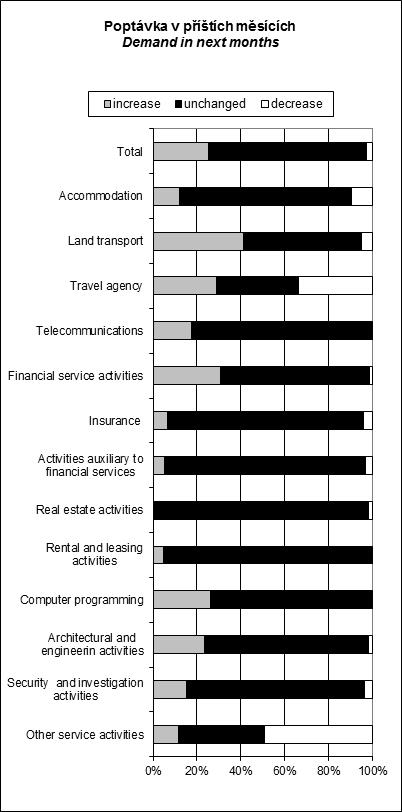 Poptávka v příštích měsících
Demand in next months
increase unchanged decrease
Total
Accommodation
Land transport
Travel agency
Telecommunications
Financial service activities
Insurance
Activities auxiliary to
financial services
Real estate activities
Rental and leasing
activities
Computer programming
Architectural and
engineerin activities
Security and investigation
activities
Other service activities
0% 20% 40% 60% 80% 100%